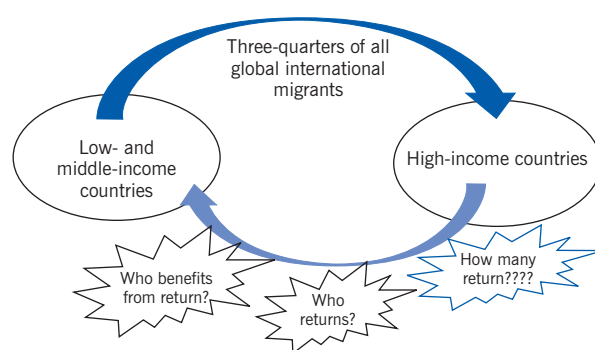 Three-quarters of all
global international
migrants
Low- and
middle-income
countries
High-income countries
Who benefits
from return?
Who
returns?
How many
return????